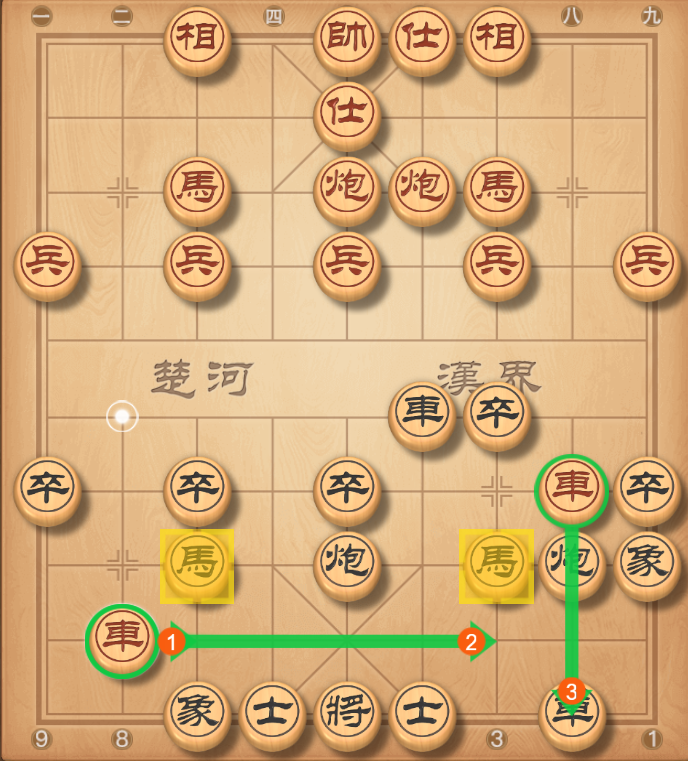 一 二 四 八 九
相 帥 仕 相
仕
馬 炮 炮 馬
兵 兵 兵 兵 兵
楚河 漢界
車 卒
卒 卒 卒 車 卒
馬 炮 馬 炮 象
車 1 2
象 士 將 士 車 3
9 8 3 1